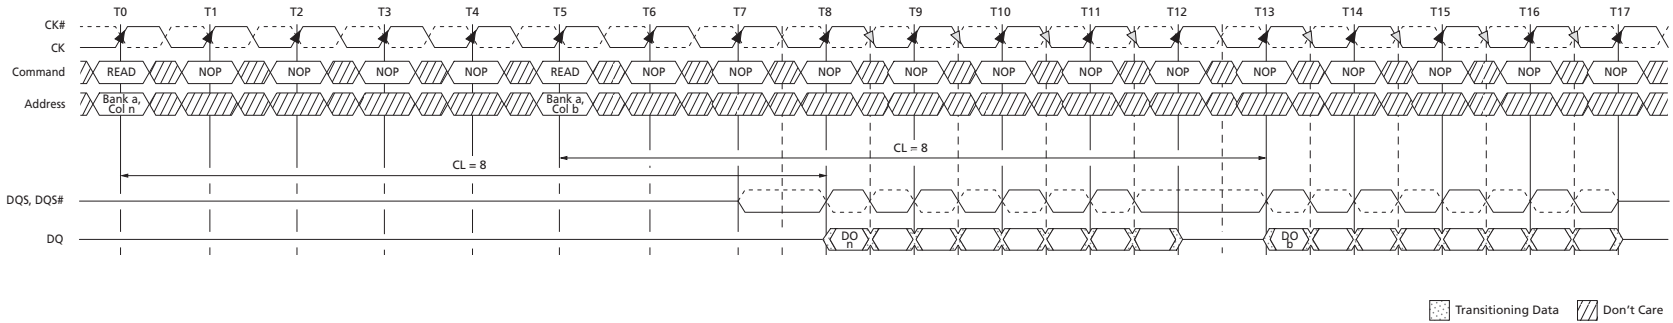 T0 T1 T2 T3 T4 T5 T6 T7 T8 T9 T10 T11 T12 T13 T14 T15 T16 T17
CK#
CK
Command READ NOP NOP NOP NOP READ NOP NOP NOP NOP NOP NOP NOP NOP NOP NOP NOP NOP
Address Bank a, Col n Bank a, Col b
CL = 8
CL = 8
DQS, DQS#
DQ DO n DO b
Transitioning Data Don't Care